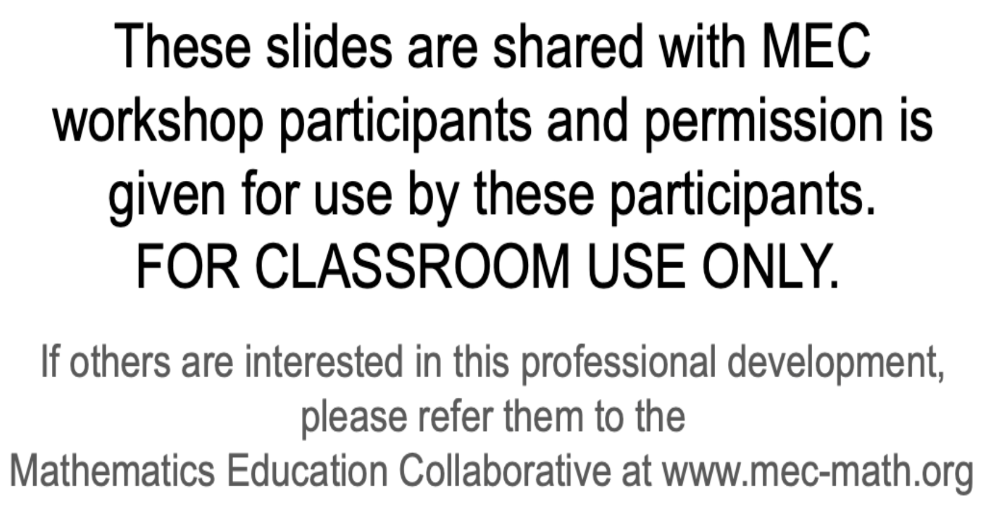 These slides are shared with MEC
workshop participants and permission is
given for use by these participants.
FOR CLASSROOM USE ONLY.
If others are interested in this professional development,
please refer them to the
Mathematics Education Collaborative at www.mec-math.org